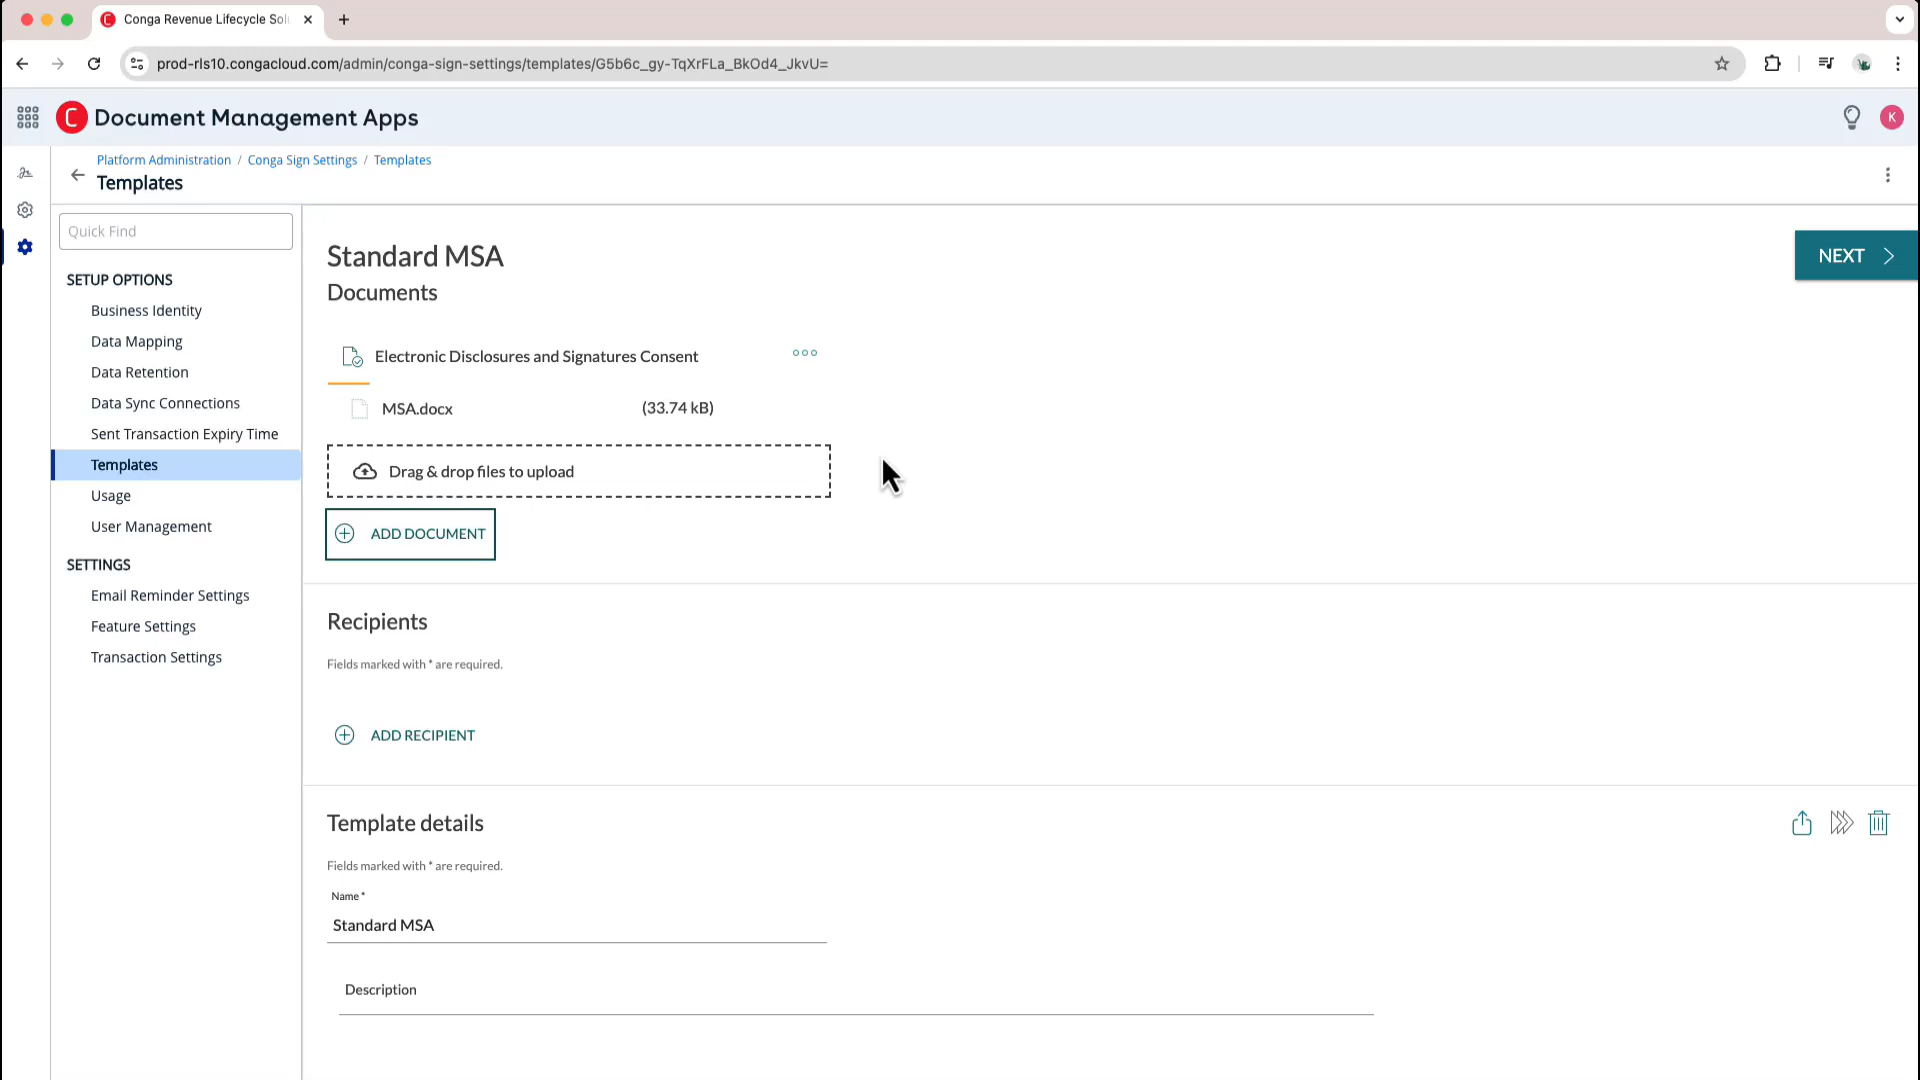 Conga Revenue Lifecycle Solu
prod-rls10.congacloud.com/admin/conga-sign-settings/templates/G5b6c_gy-TqXrFLa_BkOd4_JkvU=
C Document Management Apps
K
Platform Administration / Conga Sign Settings / Templates
Templates
Quick Find
SETUP OPTIONS
Business Identity
Data Mapping
Data Retention
Data Sync Connections
Sent Transaction Expiry Time
Templates
Usage
User Management
SETTINGS
Email Reminder Settings
Feature Settings
Transaction Settings
Standard MSA
NEXT
Documents
Electronic Disclosures and Signatures Consent
MSA.docx (33.74 kB)
Drag & drop files to upload
ADD DOCUMENT
Recipients
Fields marked with * are required.
ADD RECIPIENT
Template details
Fields marked with * are required.
Name *
Standard MSA
Description